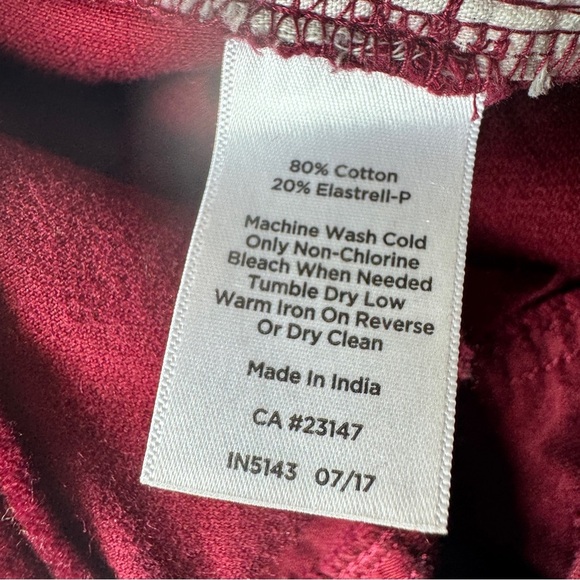 80% Cotton
20% Elastrell-P
Machine Wash Cold
Only Non-Chlorine
Bleach When Needed
Tumble Dry Low
Warm Iron On Reverse
Or Dry Clean
Made In India
CA #23147
IN5143 07/17